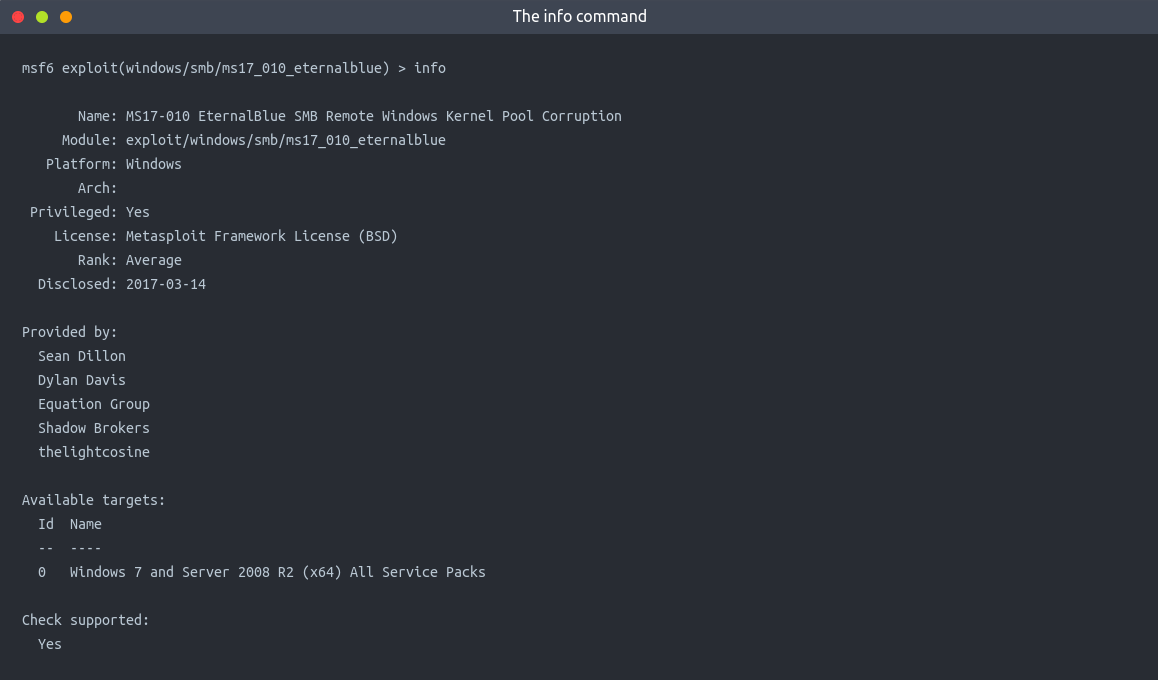 The info command
msf6 exploit(windows/smb/ms17_010_eternalblue) > info
Name: MS17-010 EternalBlue SMB Remote Windows Kernel Pool Corruption
Module: exploit/windows/smb/ms17_010_eternalblue
Platform: Windows
Arch:
Privileged: Yes
License: Metasploit Framework License (BSD)
Rank: Average
Disclosed: 2017-03-14
Provided by:
Sean Dillon
Dylan Davis
Equation Group
Shadow Brokers
thelightcosine
Available targets:
Id  Name
--  ----
0   Windows 7 and Server 2008 R2 (x64) All Service Packs
Check supported:
Yes